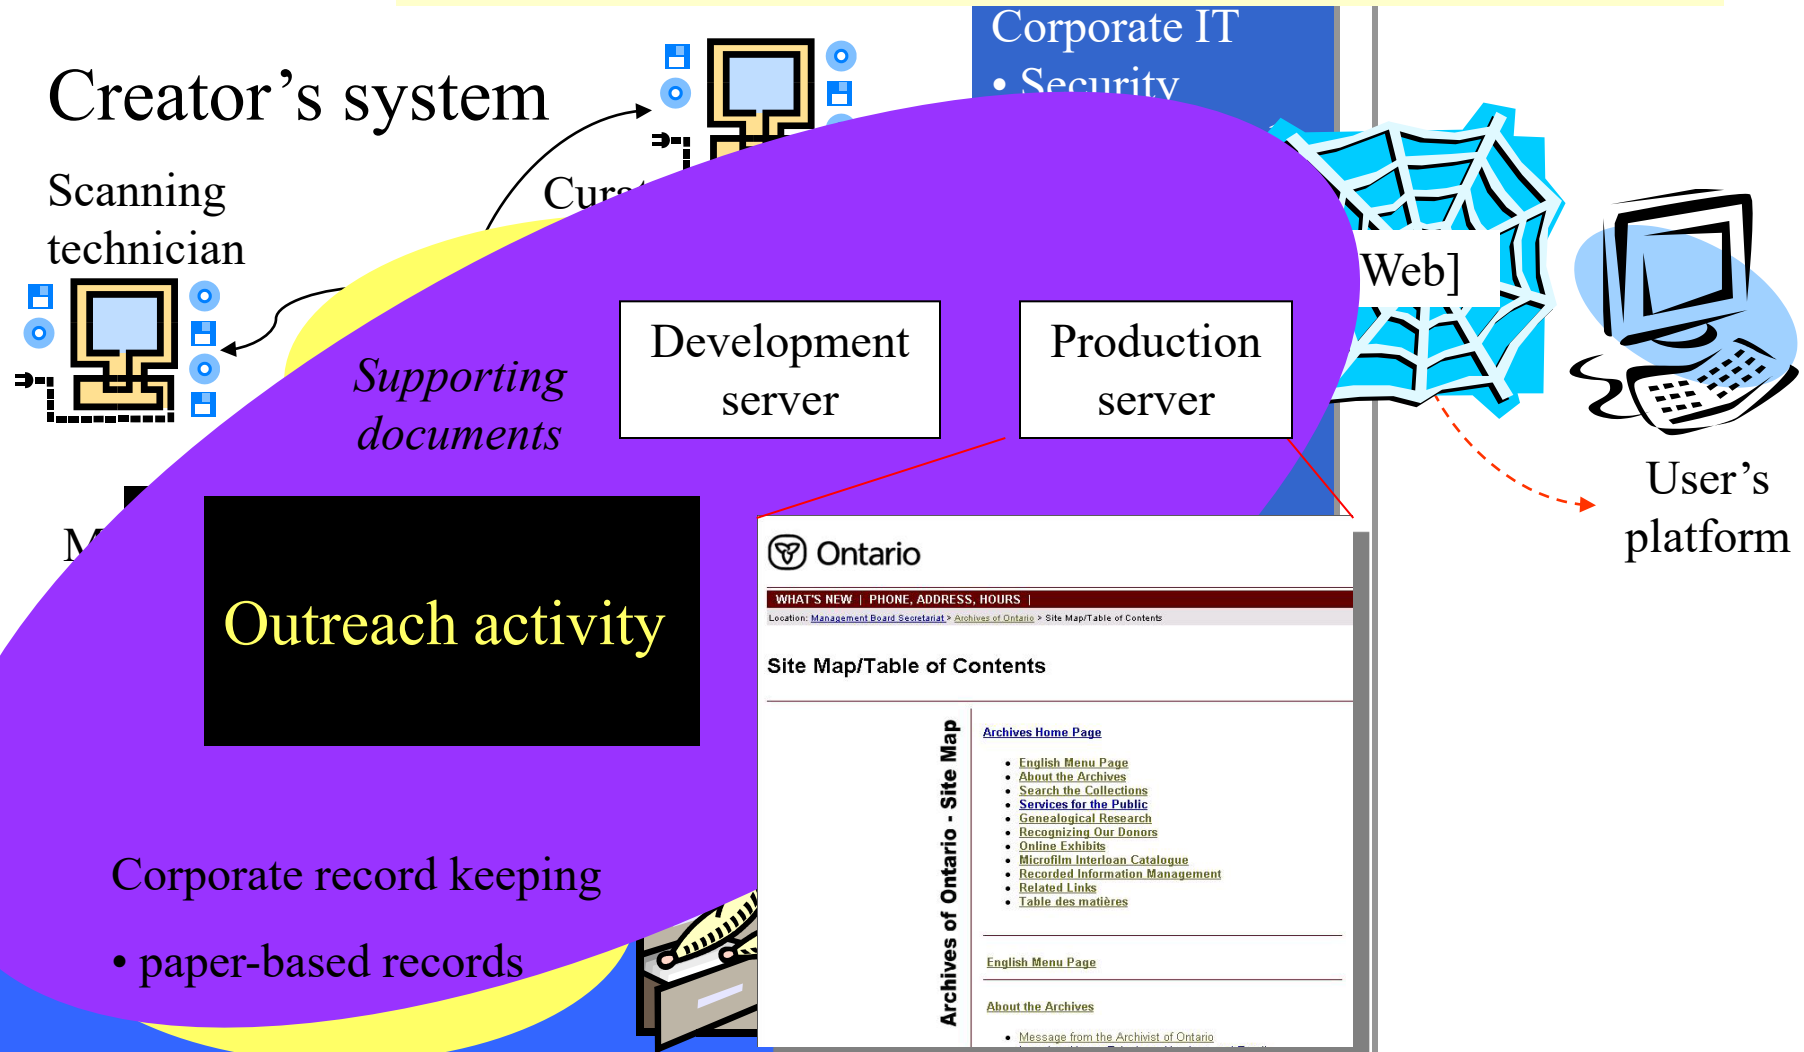 Corporate IT
• Security
Creator’s system
Scanning
technician
Web]
Development
server
Production
server
Supporting
documents
User’s
platform
Outreach activity
Ontario
WHAT'S NEW | PHONE, ADDRESS, HOURS |
Location: Management Board Secretariat > Archives of Ontario > Site Map/Table of Contents
Site Map/Table of Contents
Archives of Ontario - Site Map
Archives Home Page
• English Menu Page
• About the Archives
• Search the Collections
• Services for the Public
• Genealogical Research
• Recognizing Our Donors
• Online Exhibits
• Microfilm Interloan Catalogue
• Recorded Information Management
• Related Links
• Table des matières
English Menu Page
About the Archives
• Message from the Archivist of Ontario
Corporate record keeping
• paper-based records